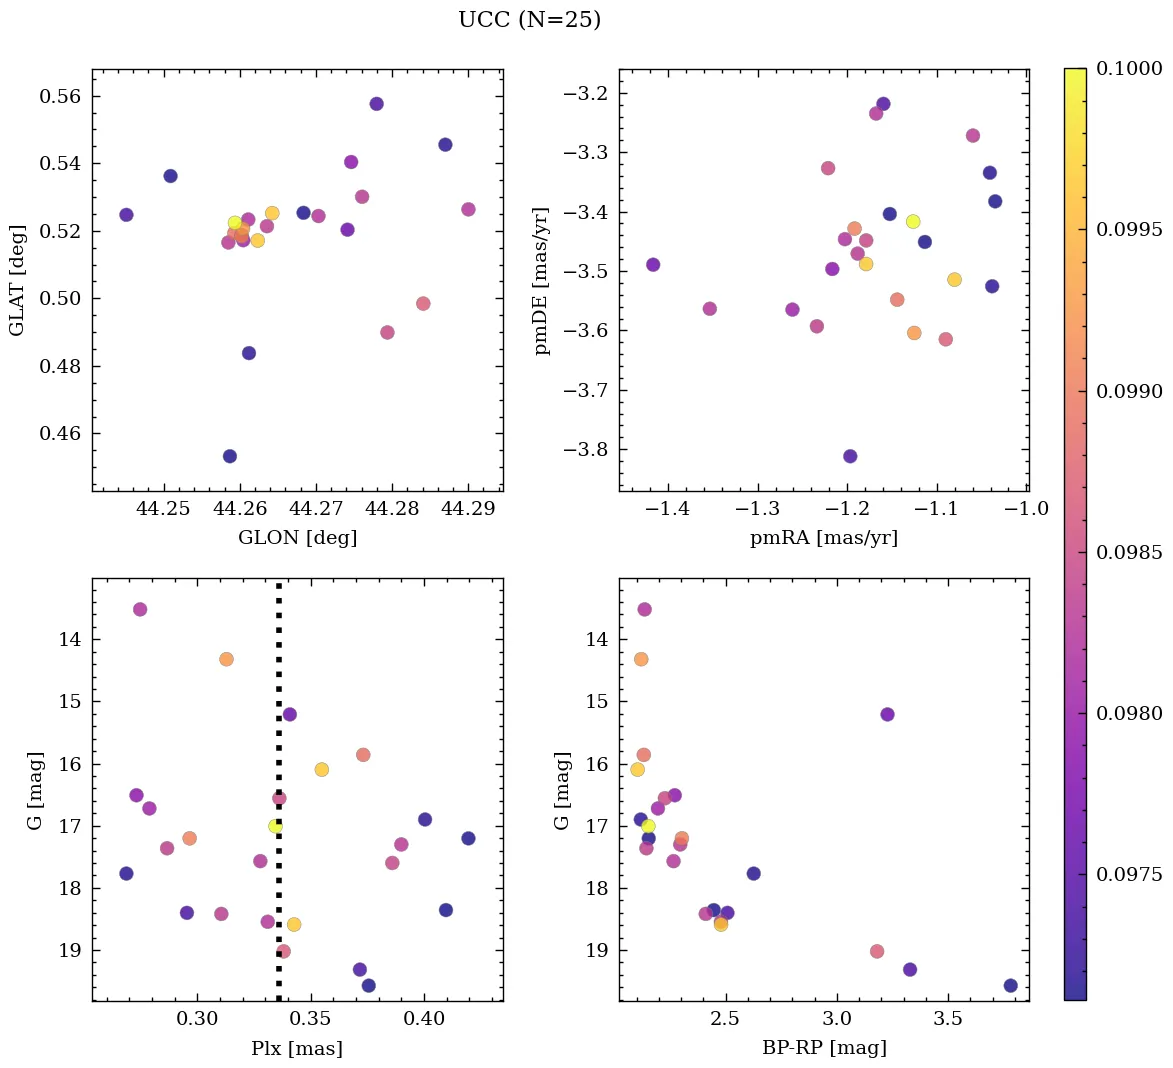 UCC (N=25)
0.56
0.54
0.52
0.50
0.48
0.46
GLAT [deg]
44.25 44.26 44.27 44.28 44.29
GLON [deg]
−3.2
−3.3
−3.4
−3.5
−3.6
−3.7
−3.8
pmDE [mas/yr]
−1.4 −1.3 −1.2 −1.1 −1.0
pmRA [mas/yr]
14
15
16
17
18
19
G [mag]
0.30 0.35 0.40
Plx [mas]
14
15
16
17
18
19
G [mag]
2.5 3.0 3.5
BP-RP [mag]
0.1000
0.0995
0.0990
0.0985
0.0980
0.0975